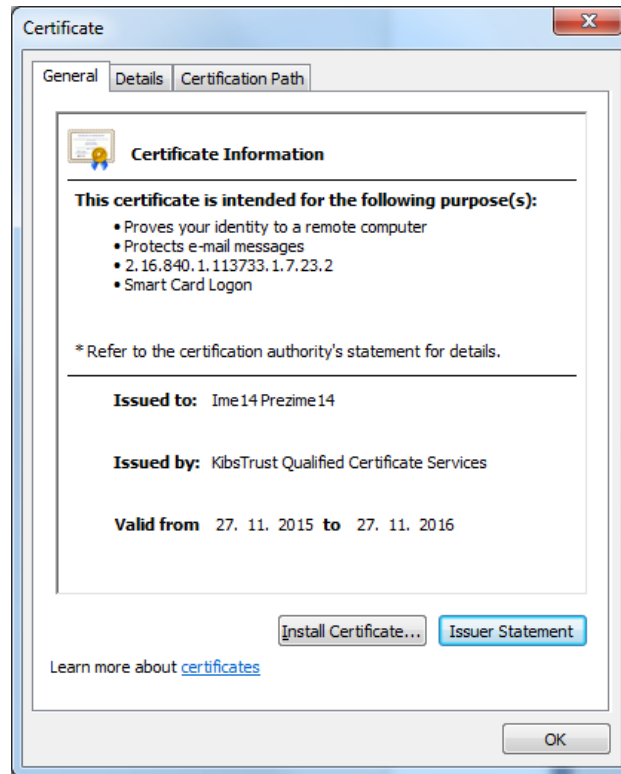 Certificate
General Details Certification Path
Certificate Information
This certificate is intended for the following purpose(s):
• Proves your identity to a remote computer
• Protects e-mail messages
• 2.16.840.1.113733.1.7.23.2
• Smart Card Logon
* Refer to the certification authority's statement for details.
Issued to: Ime14 Prezime14
Issued by: KibsTrust Qualified Certificate Services
Valid from 27. 11. 2015 to 27. 11. 2016
Install Certificate... Issuer Statement
Learn more about certificates
OK